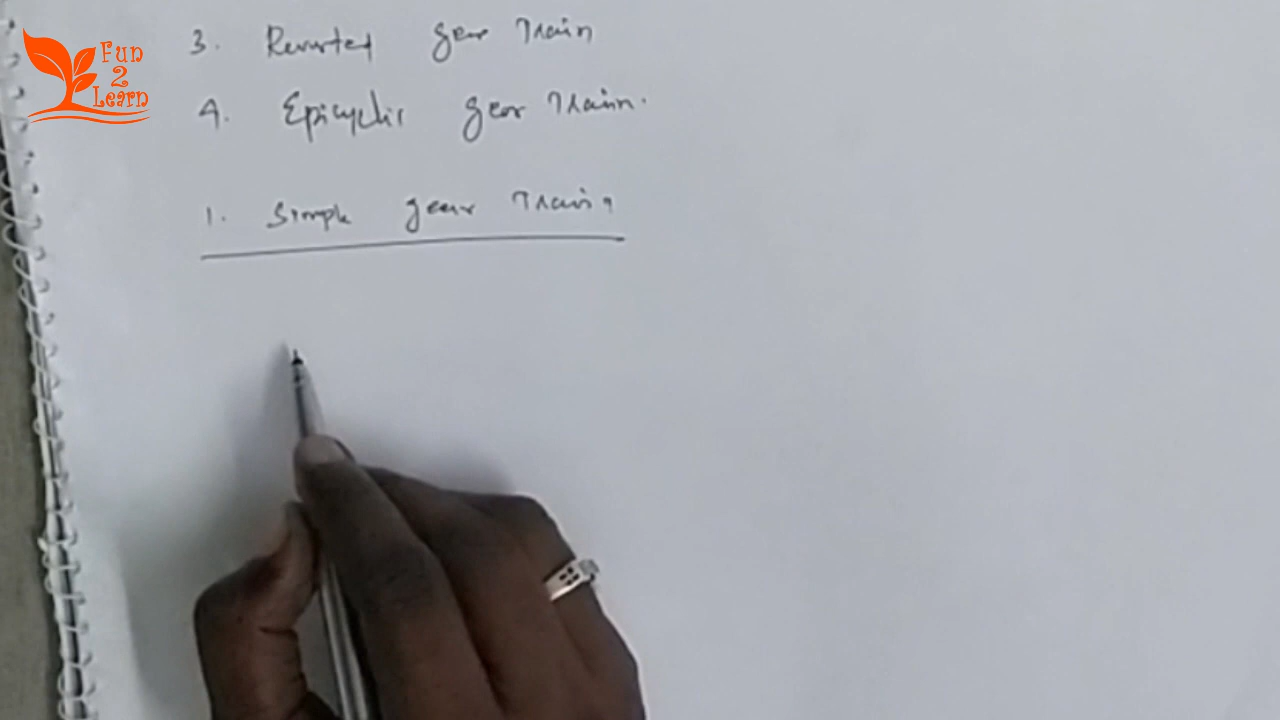 Fun
2
Learn
3. Reverted gear Train
4. Epicyclic gear Train.
1. Simple gear Train